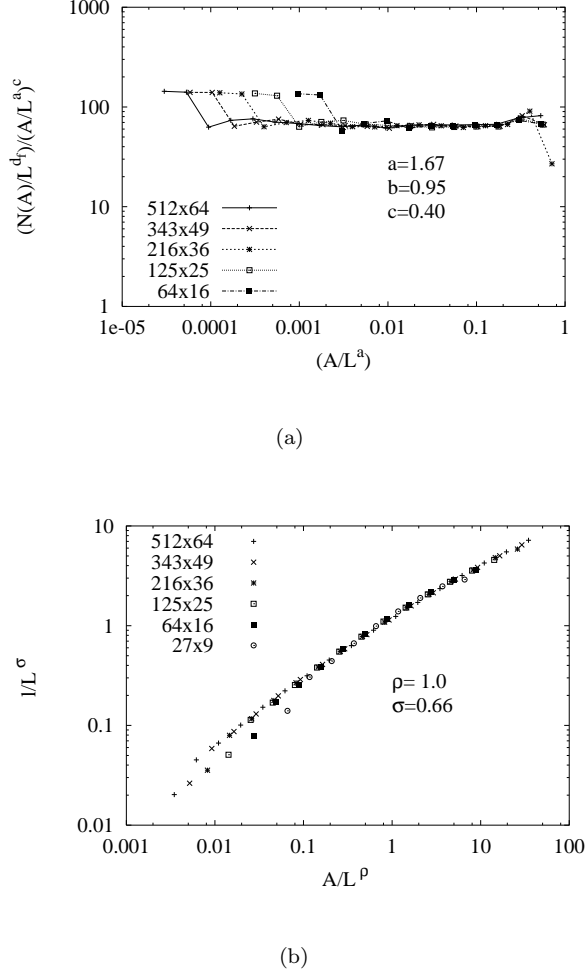 1000
100
10
1
1e-05
0.0001
0.001
0.01
0.1
1
(N(A)/L^{d_f})/(A/L^a)^c
(A/L^a)
512x64
343x49
216x36
125x25
64x16
a=1.67
b=0.95
c=0.40
(a)
10
1
0.1
0.01
0.001
0.01
0.1
1
10
100
l/L^σ
A/L^ρ
512x64
343x49
216x36
125x25
64x16
27x9
ρ= 1.0
σ=0.66
(b)